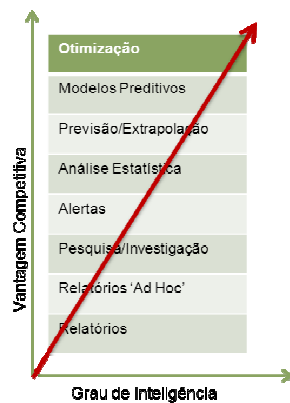 Otimização
Modelos Preditivos
Previsão/Extrapolação
Análise Estatística
Alertas
Pesquisa/Investigação
Relatórios ‘Ad Hoc’
Relatórios
Vantagem Competitiva
Grau de Inteligência